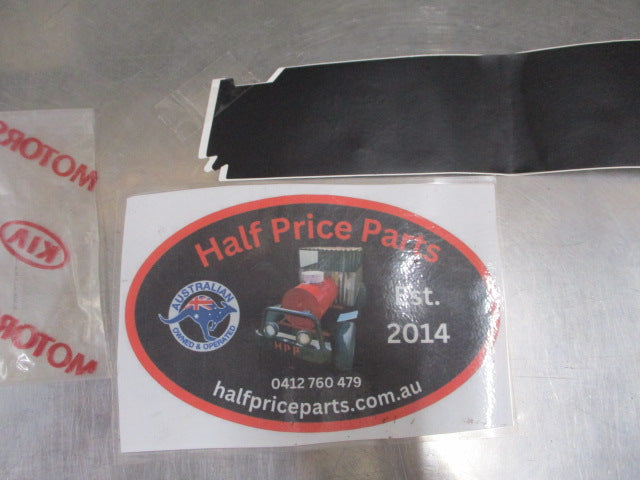 MOTORS
KIA
MOTORS
Half Price Parts
AUSTRALIAN
OWNED & OPERATED
HPP
Est.
2014
0412 760 479
halfpriceparts.com.au